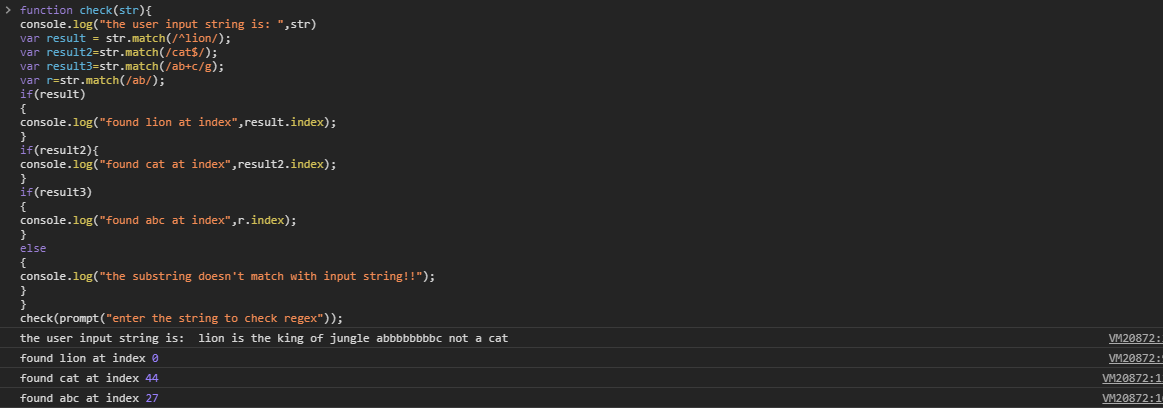 > function check(str){
console.log("the user input string is: ",str)
var result = str.match(/^lion/);
var result2=str.match(/cat$/);
var result3=str.match(/ab+c/g);
var r=str.match(/ab/);
if(result)
{
console.log("found lion at index",result.index);
}
if(result2){
console.log("found cat at index",result2.index);
}
if(result3)
{
console.log("found abc at index",r.index);
}
else
{
console.log("the substring doesn't match with input string!!");
}
}
check(prompt("enter the string to check regex"));
the user input string is:  lion is the king of jungle abbbbbbbbc not a cat VM20872:
found lion at index 0 VM20872:
found cat at index 44 VM20872:1
found abc at index 27 VM20872:1